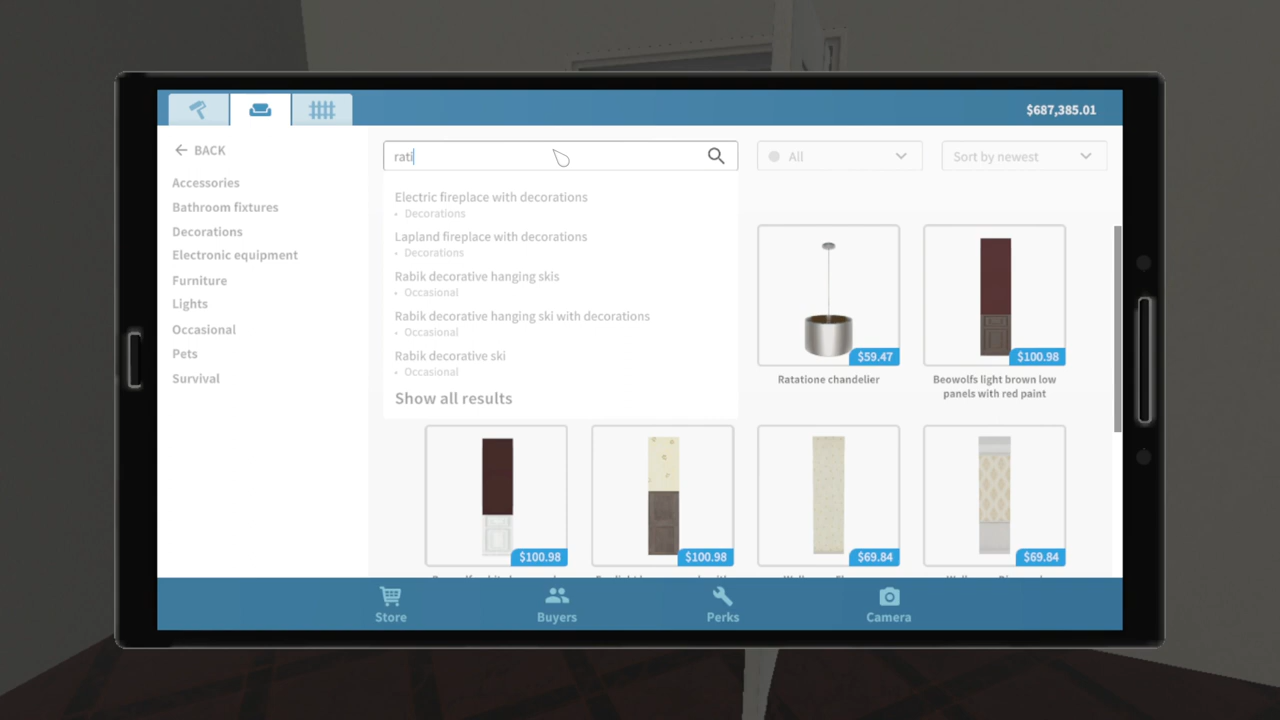 $687,385.01
BACK
rati
All
Sort by newest
Accessories
Bathroom fixtures
Decorations
Electronic equipment
Furniture
Lights
Occasional
Pets
Survival
Electric fireplace with decorations
• Decorations
Lapland fireplace with decorations
• Decorations
Rabik decorative hanging skis
• Occasional
Rabik decorative hanging ski with decorations
• Occasional
Rabik decorative ski
• Occasional
Show all results
$59.47
$100.98
Ratatione chandelier
Beowolfs light brown low
panels with red paint
$100.98
$100.98
$69.84
$69.84
Store
Buyers
Perks
Camera